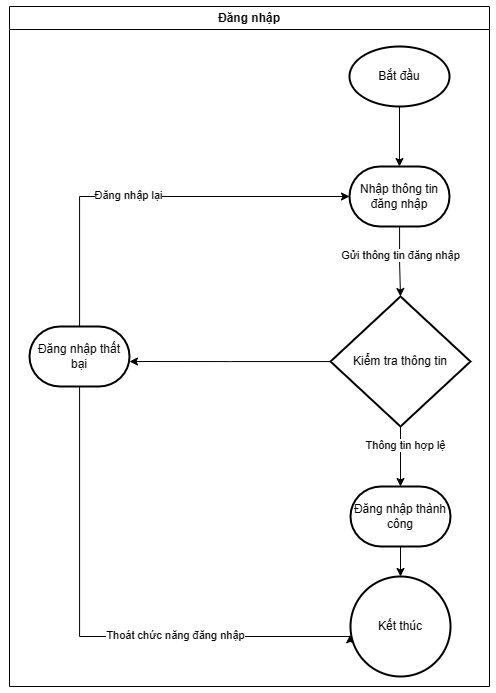 Đăng nhập
Bắt đầu
Nhập thông tin
đăng nhập
Đăng nhập lại
Gửi thông tin đăng nhập
Đăng nhập thất
bại
Kiểm tra thông tin
Thông tin hợp lệ
Đăng nhập thành
công
Kết thúc
Thoát chức năng đăng nhập